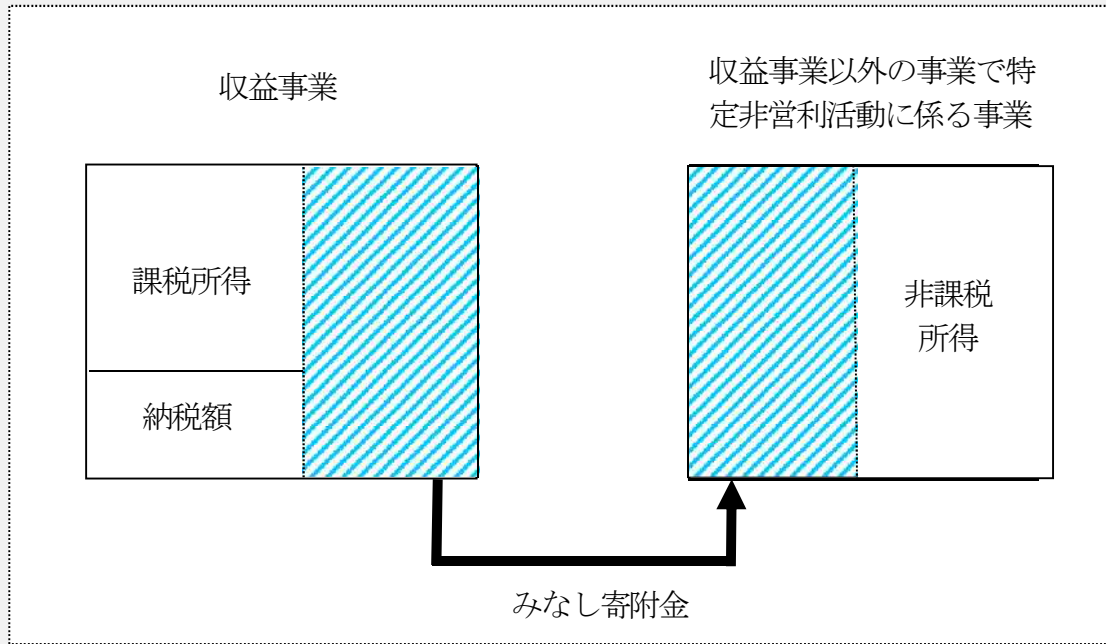 収益事業
収益事業以外の事業で特
定非営利活動に係る事業
課税所得
納税額
非課税
所得
みなし寄附金